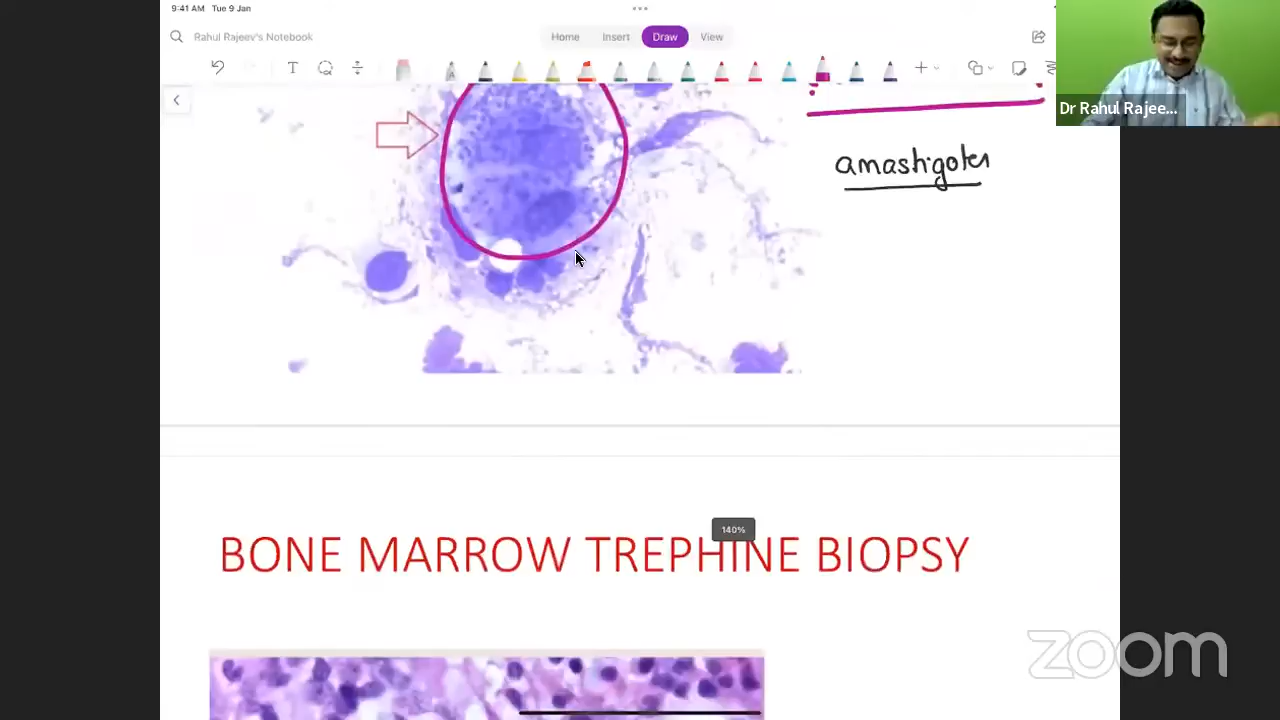 9:41 AM Tue 9 Jan
Rahul Rajeev's Notebook
Home Insert Draw View
Dr Rahul Rajee...
amastigotes
140%
BONE MARROW TREPHINE BIOPSY
zoom